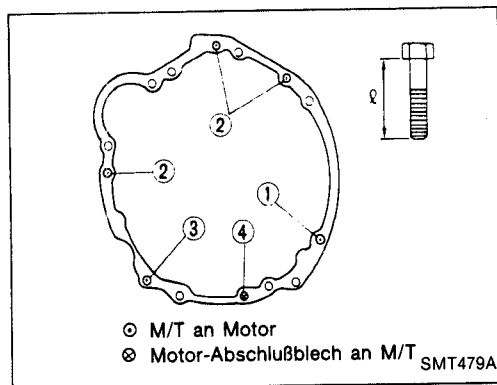 ℓ
②
②
①
③
④
⊙ M/T an Motor
⊗ Motor-Abschlußblech an M/T
SMT479A